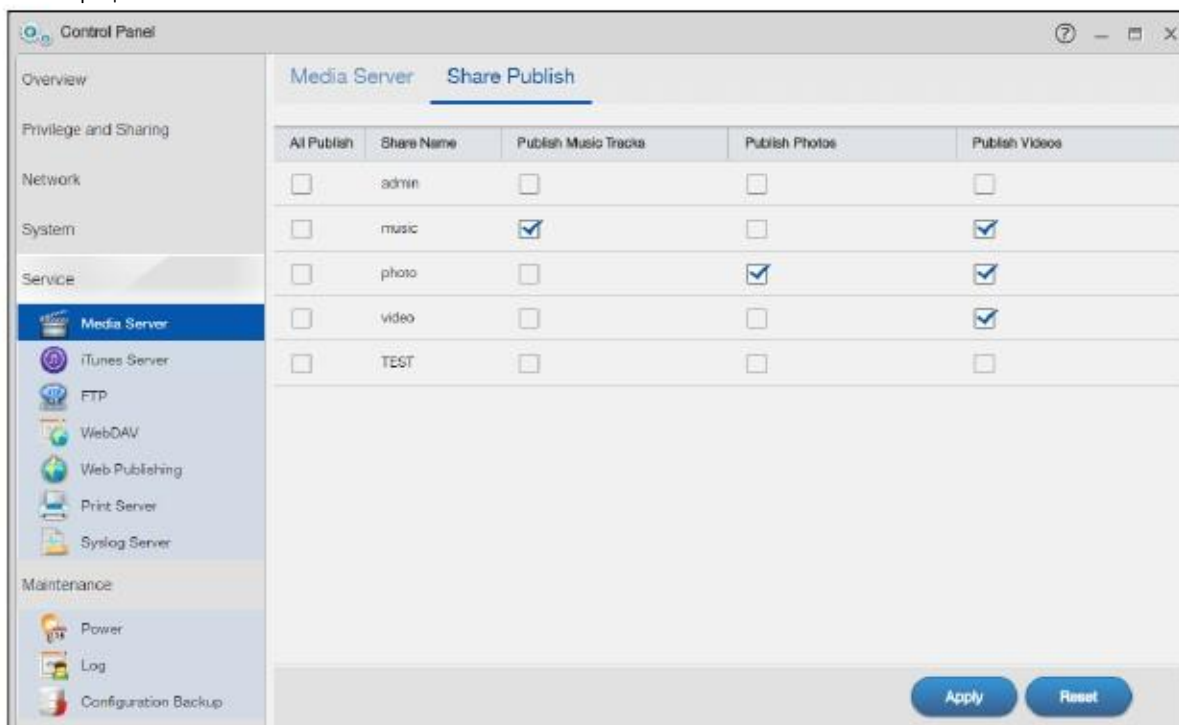 Control Panel
Overview
Privilege and Sharing
Network
System
Service
Media Server
iTunes Server
FTP
WebDAV
Web Publishing
Print Server
Syslog Server
Maintenance
Power
Log
Configuration Backup
Media Server Share Publish
All Publish Share Name Publish Music Tracks Publish Photos Publish Videos
admin
music
photo
video
TEST
Apply Reset